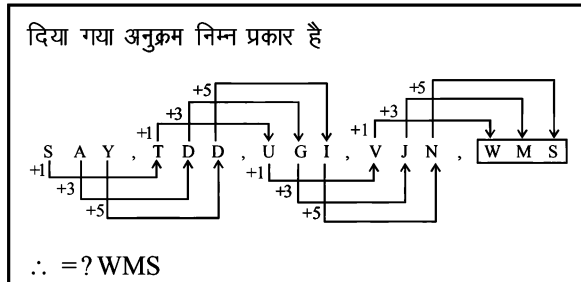 दिया गया अनुक्रम निम्न प्रकार है
+5 +5
+1 +3 +1 +3
S A Y , T D D , U G I , V J N , W M S
+1 +3 +5 +1 +3 +5
∴ =? WMS